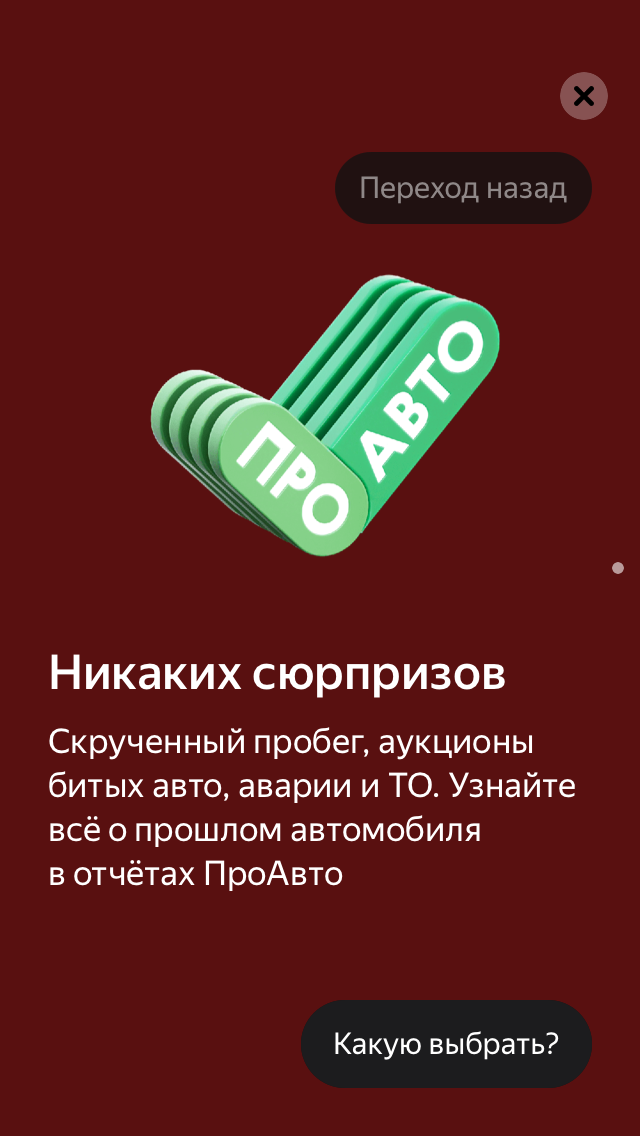 Переход назад
ПРО
АВТО
Никаких сюрпризов
Скрученный пробег, аукционы
битых авто, аварии и ТО. Узнайте
всё о прошлом автомобиля
в отчётах ПроАвто
Какую выбрать?